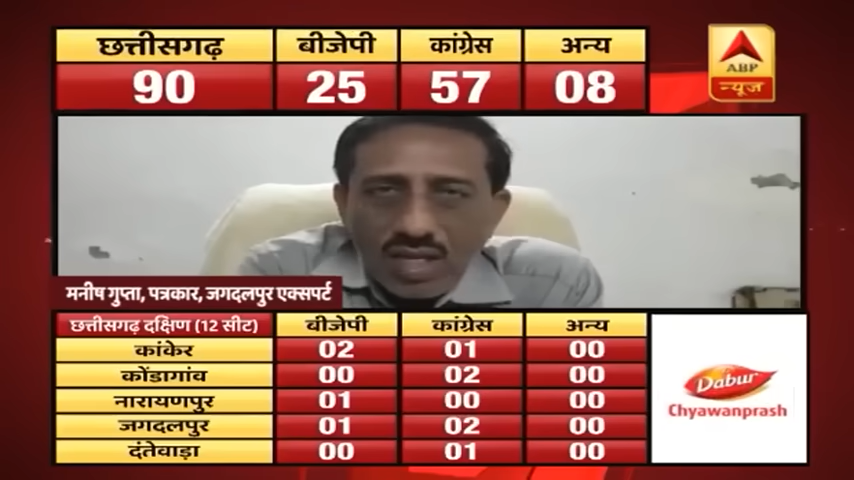 छत्तीसगढ़ बीजेपी कांग्रेस अन्य
90 25 57 08
ABP
न्यूज़
मनीष गुप्ता, पत्रकार, जगदलपुर एक्सपर्ट
छत्तीसगढ़ दक्षिण (12 सीट) बीजेपी कांग्रेस अन्य
कांकेर 02 01 00
कोंडागांव 00 02 00
नारायणपुर 01 00 00
जगदलपुर 01 02 00
दंतेवाड़ा 00 01 00
Dabur
Chyawanprash